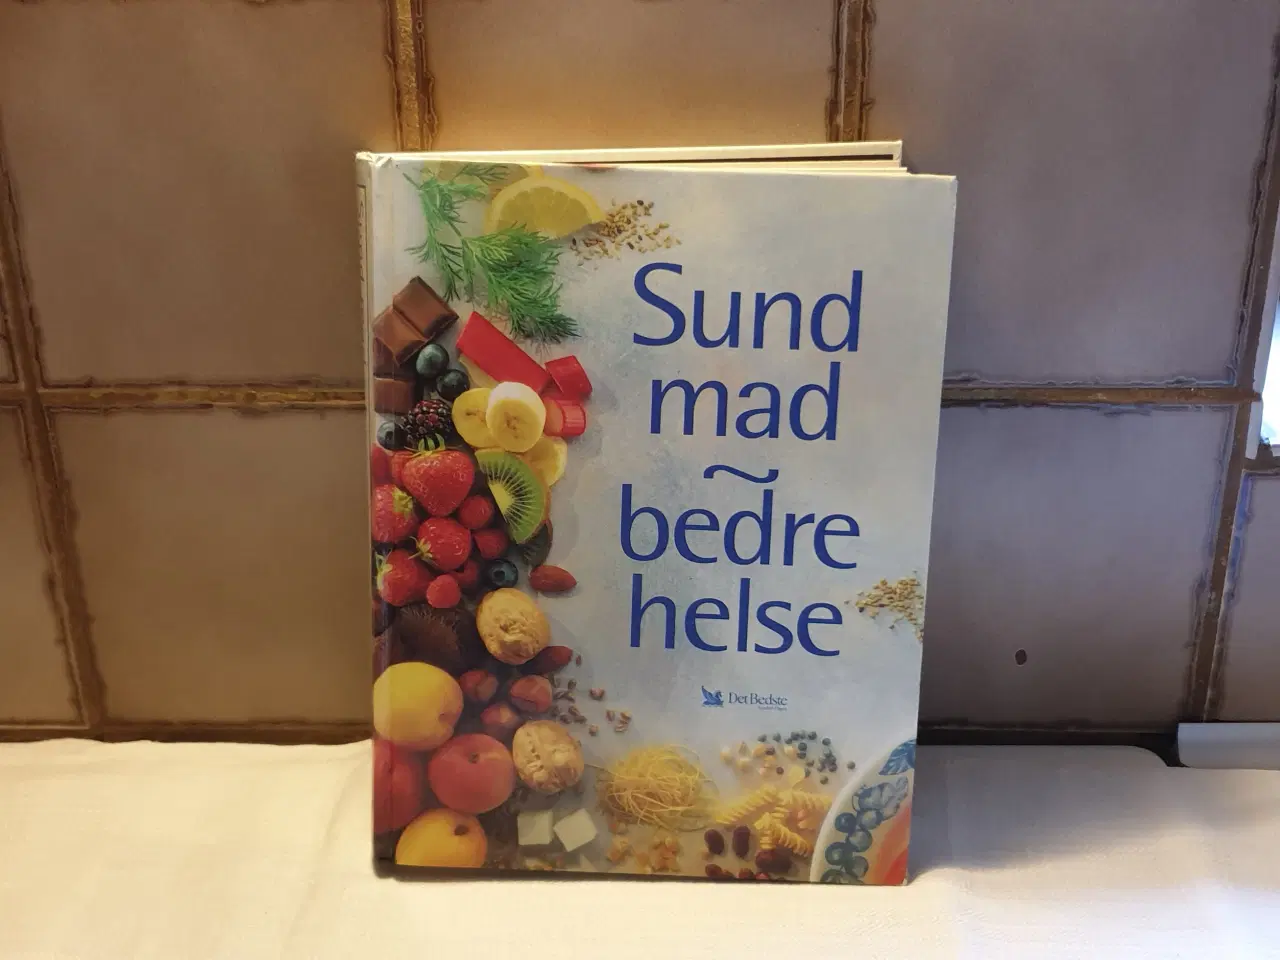 Sund
mad
~
bedre
helse
Det Bedste